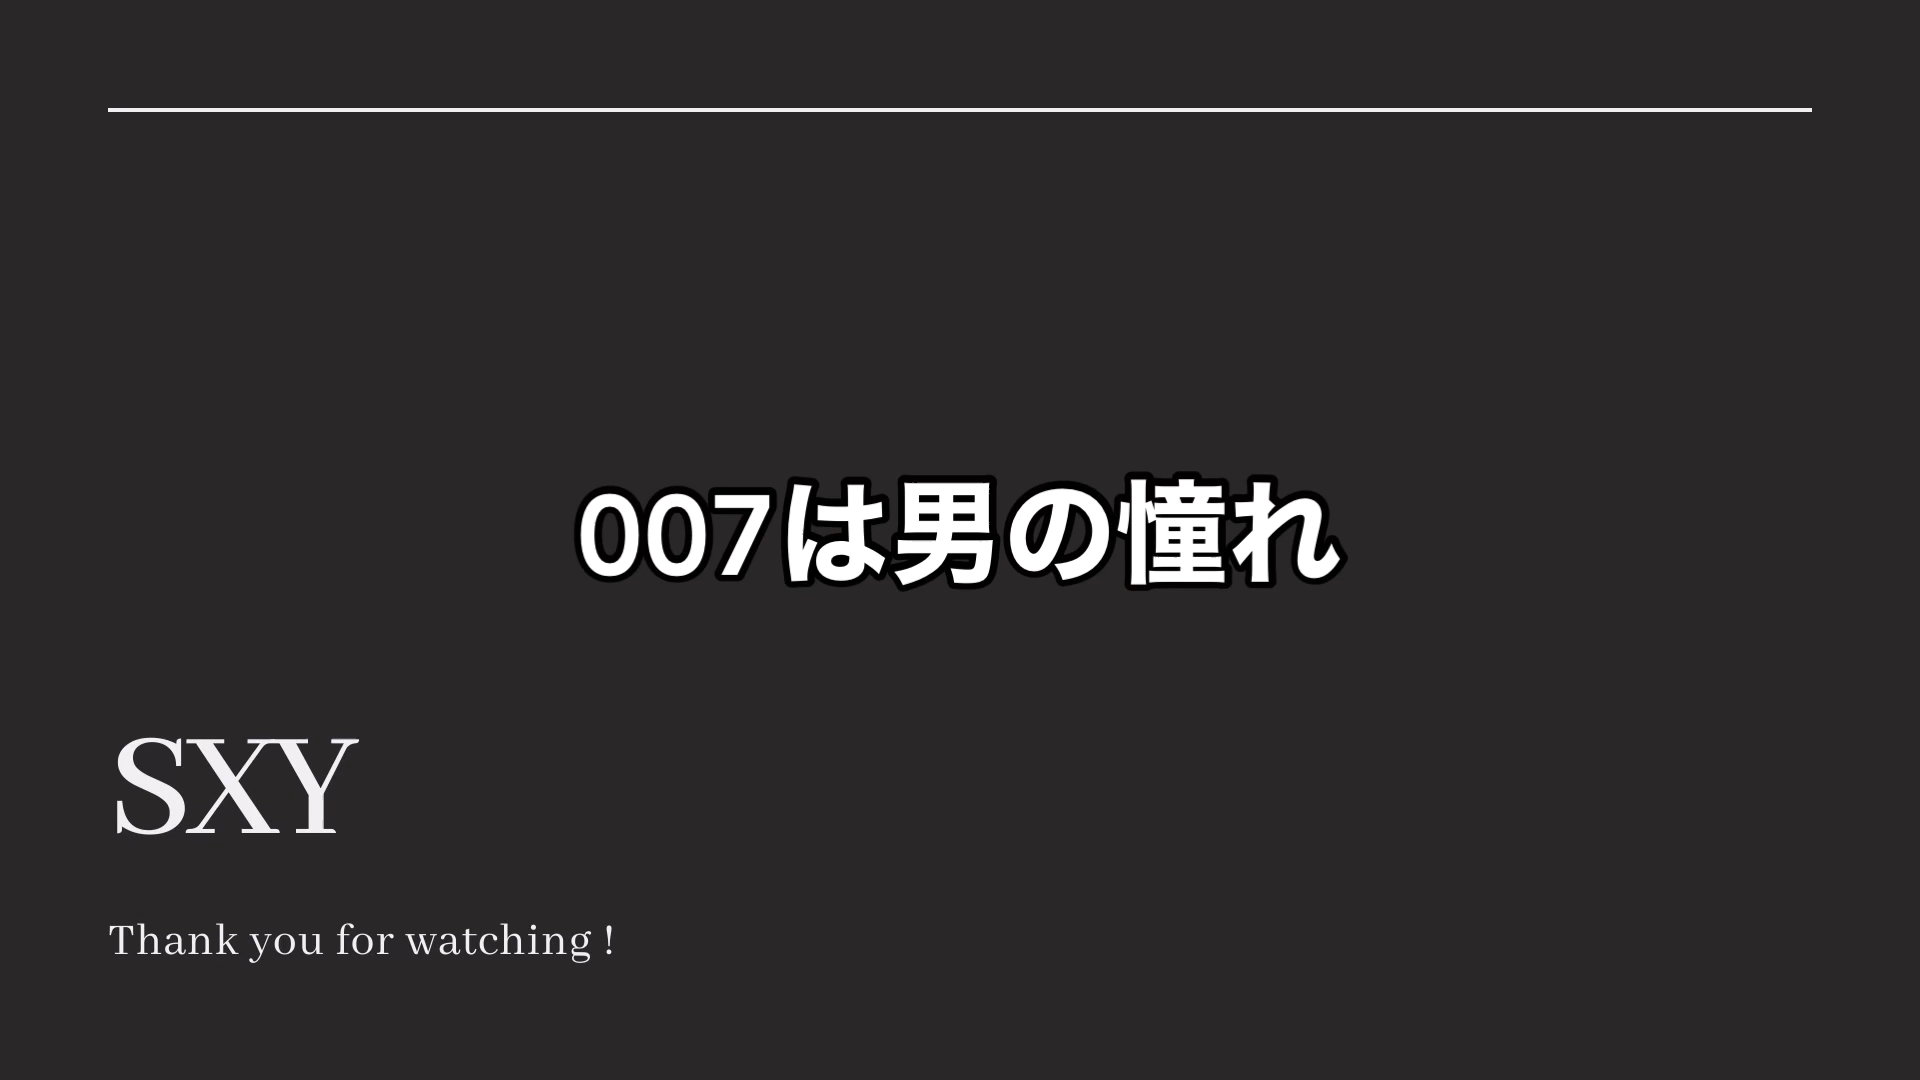 007は男の憧れ
SXY
Thank you for watching !